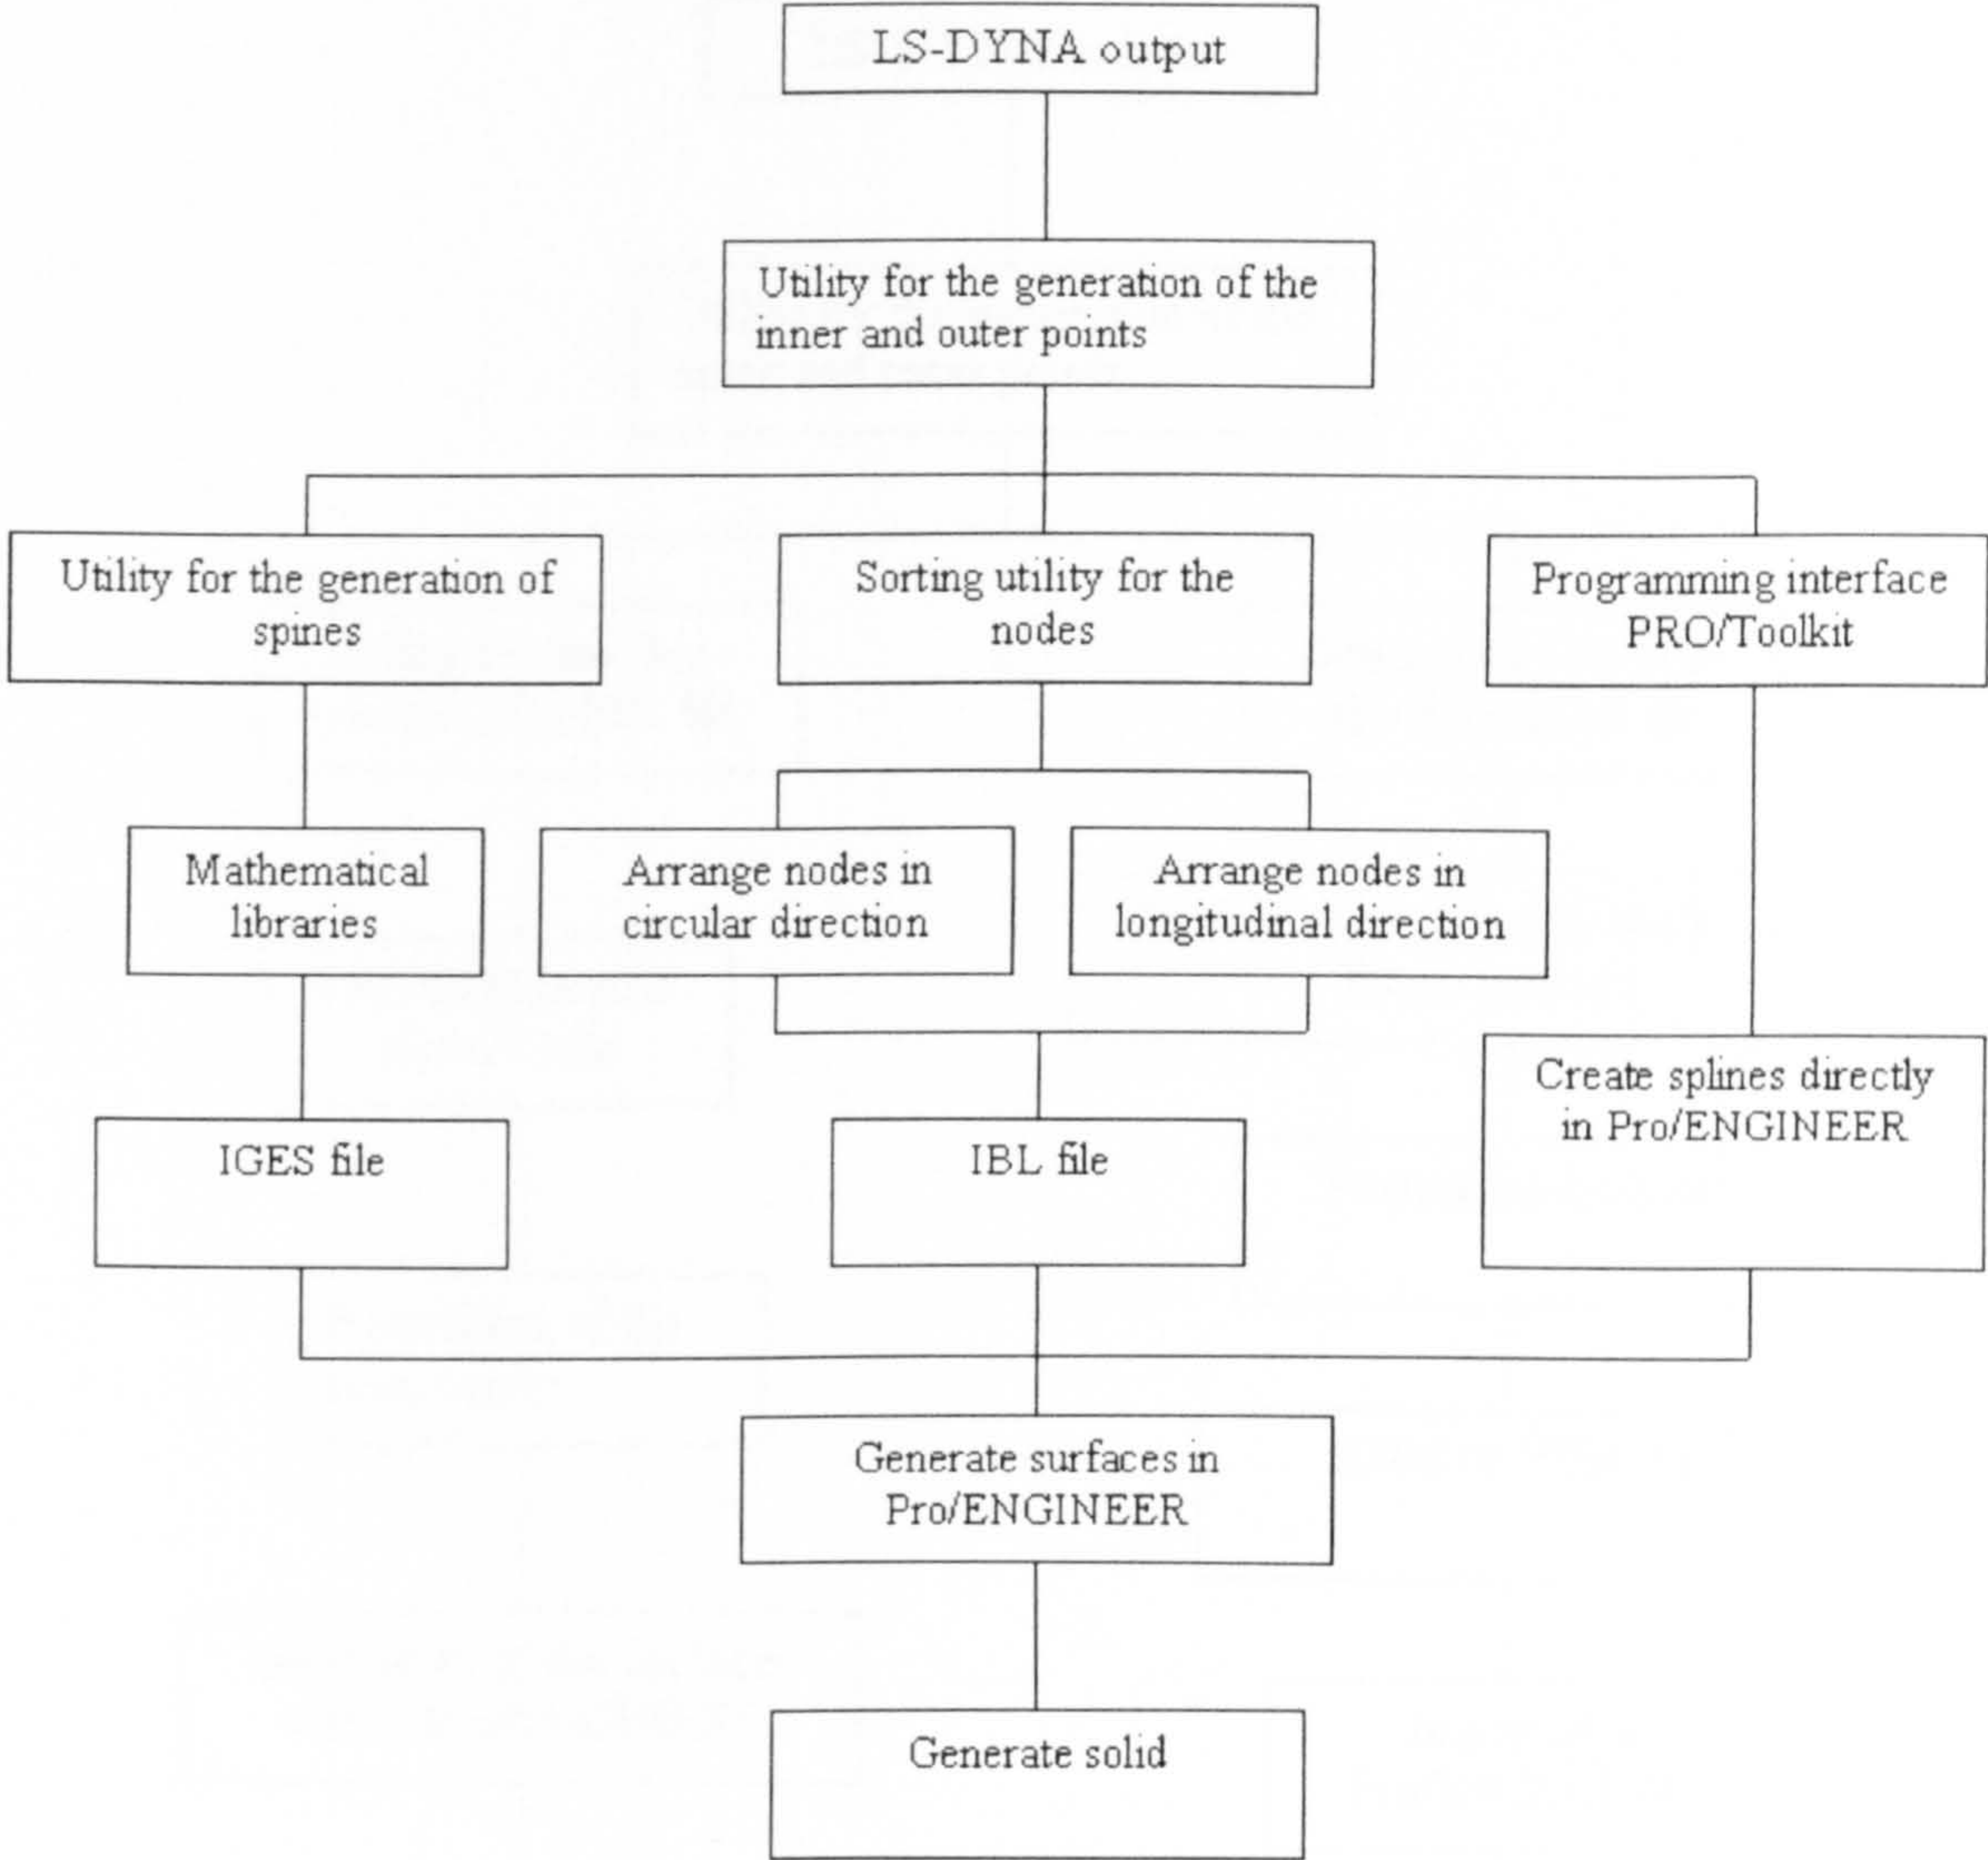 LS-DYNA output
Utility for the generation of the
inner and outer points
Utility for the generation of
spines
Sorting utility for the
nodes
Programming interface
PRO/Toolkit
Mathematical
libraries
Arrange nodes in
circular direction
Arrange nodes in
longitudinal direction
Create splines directly
in Pro/ENGINEER
IGES file
IBL file
Generate surfaces in
Pro/ENGINEER
Generate solid